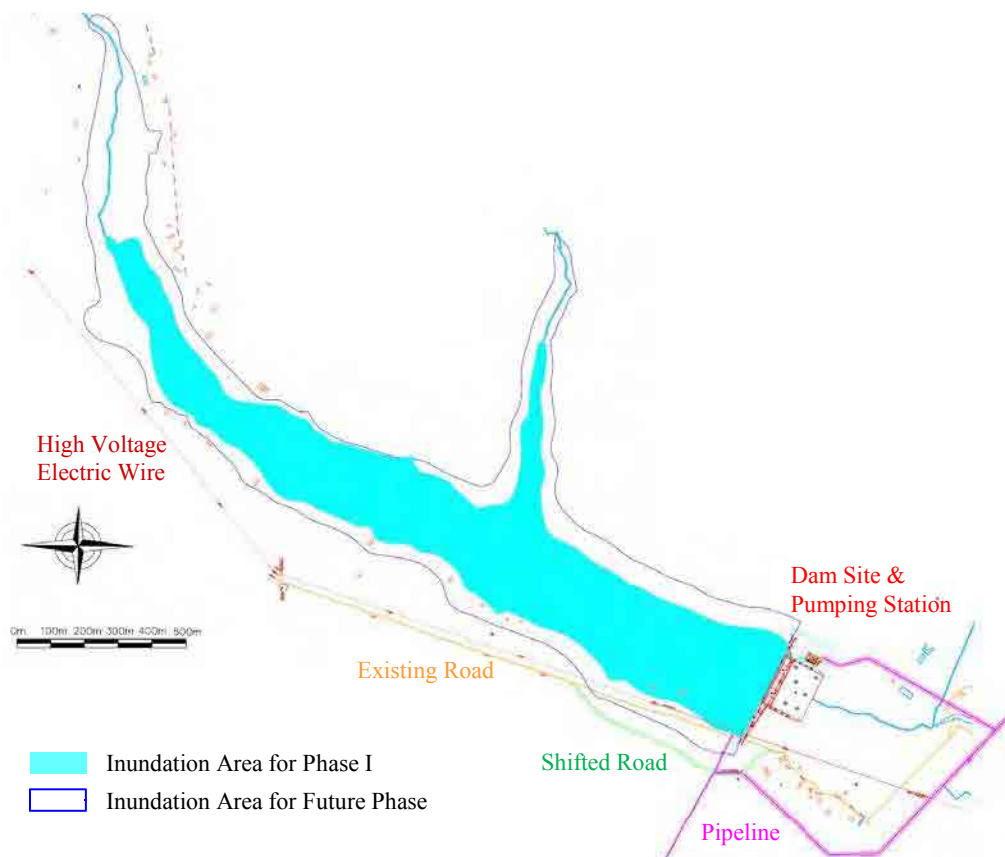 High Voltage
Electric Wire
0m 100m 200m 300m 400m 500m
Dam Site &
Pumping Station
Existing Road
Shifted Road
Inundation Area for Phase I
Inundation Area for Future Phase
Pipeline